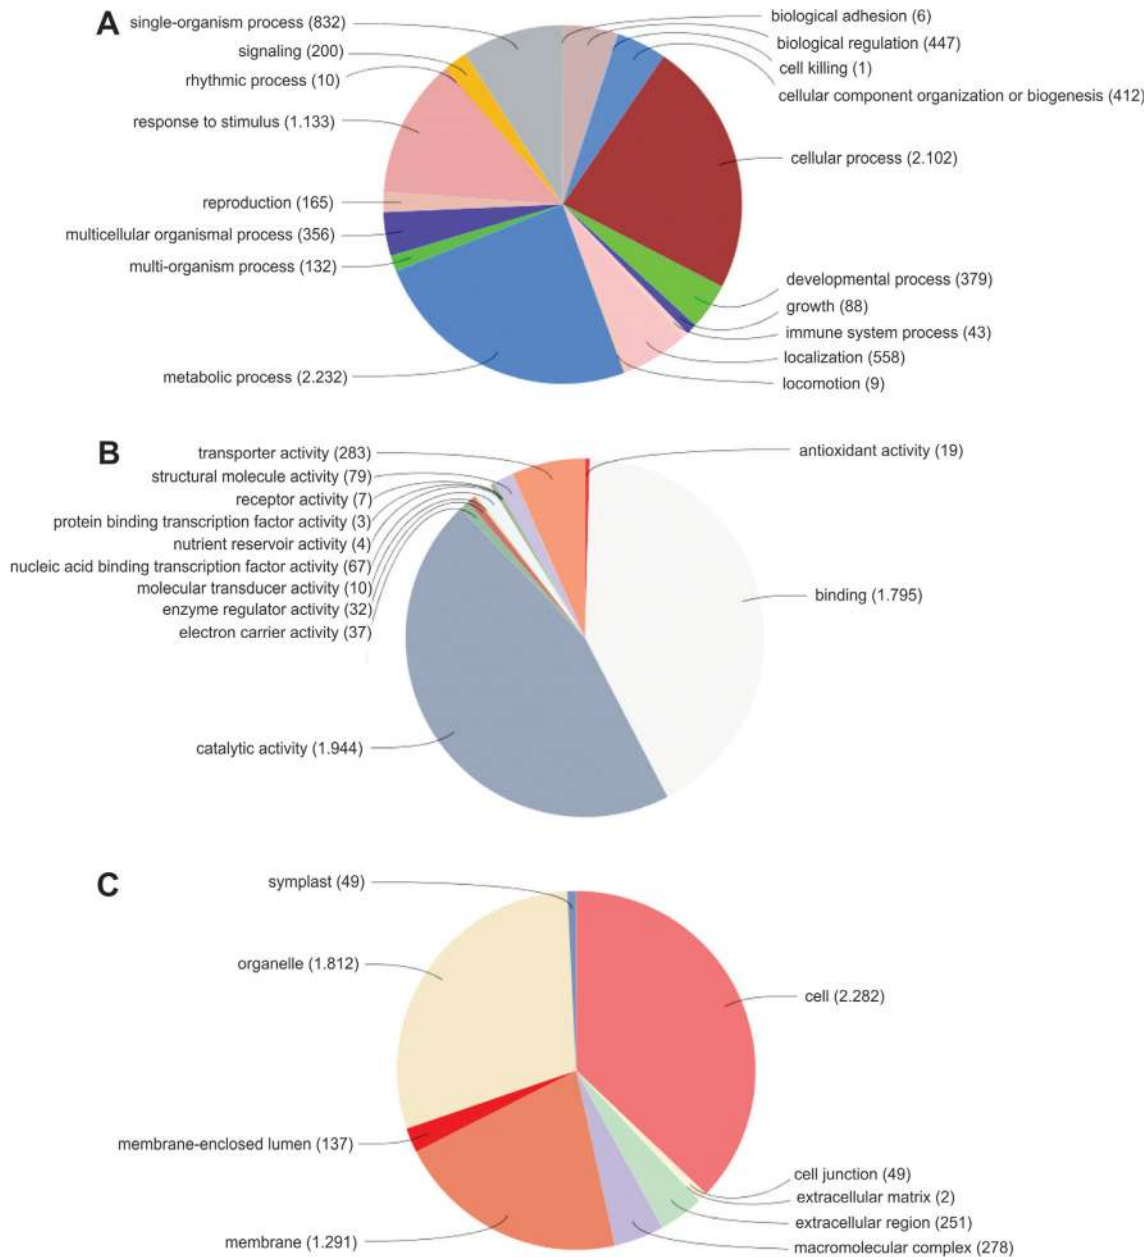 A
single-organism process (832)
signaling (200)
rhythmic process (10)
response to stimulus (1.133)
reproduction (165)
multicellular organismal process (356)
multi-organism process (132)
metabolic process (2.232)
biological adhesion (6)
biological regulation (447)
cell killing (1)
cellular component organization or biogenesis (412)
cellular process (2.102)
developmental process (379)
growth (88)
immune system process (43)
localization (558)
locomotion (9)
B
transporter activity (283)
structural molecule activity (79)
receptor activity (7)
protein binding transcription factor activity (3)
nutrient reservoir activity (4)
nucleic acid binding transcription factor activity (67)
molecular transducer activity (10)
enzyme regulator activity (32)
electron carrier activity (37)
catalytic activity (1.944)
antioxidant activity (19)
binding (1.795)
C
symplast (49)
organelle (1.812)
membrane-enclosed lumen (137)
membrane (1.291)
cell (2.282)
cell junction (49)
extracellular matrix (2)
extracellular region (251)
macromolecular complex (278)